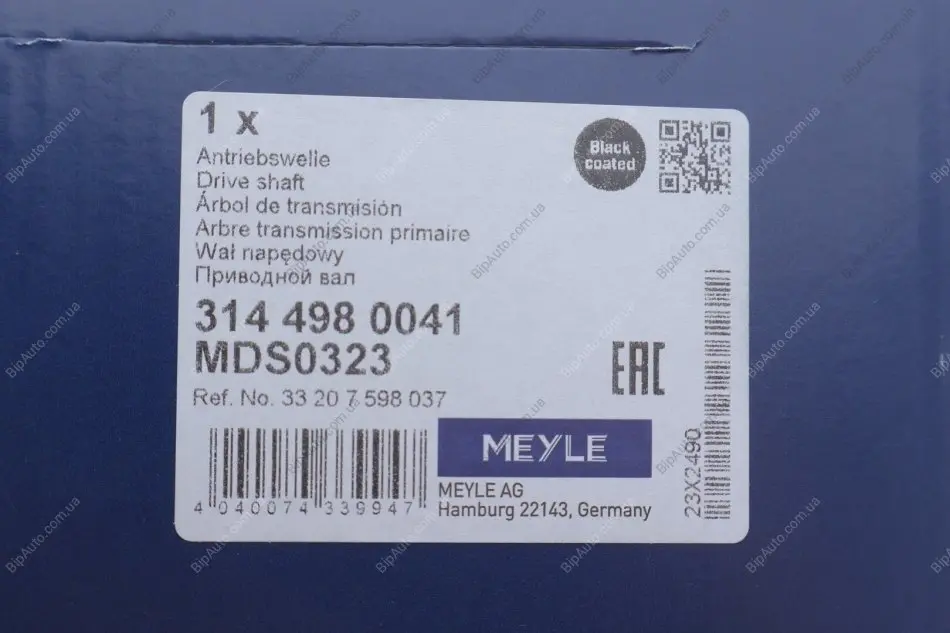 1 x
Black
coated
Antriebswelle
Drive shaft
Árbol de transmisión
Arbre transmission primaire
Wał napędowy
Приводной вал
314 498 0041
MDS0323
EAC
Ref. No. 33 20 7 598 037
MEYLE
MEYLE AG
Hamburg 22143, Germany
4 040074 339947
23X2490
BipAuto.com.ua